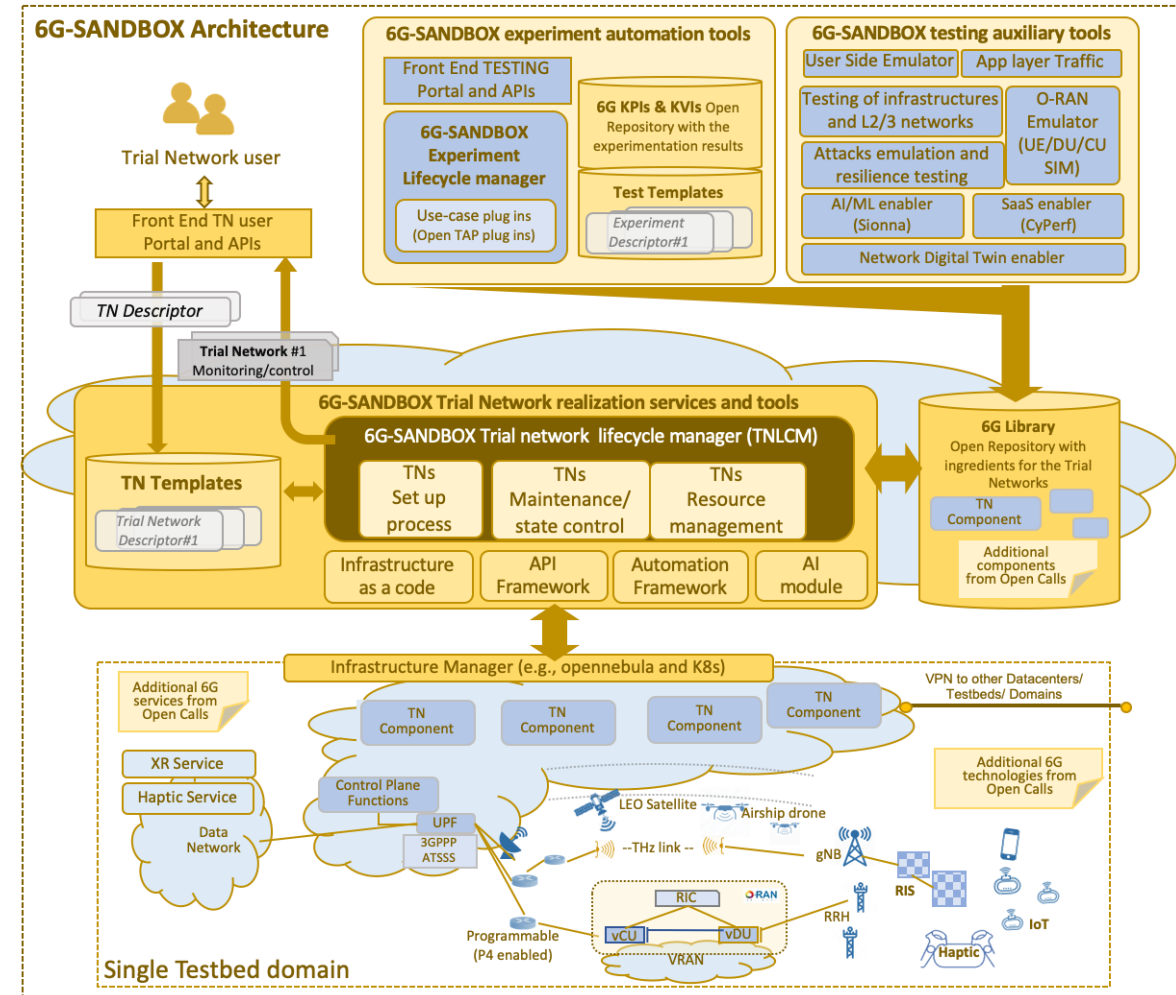 6G-SANDBOX Architecture
Trial Network user
Front End TN user
Portal and APIs
TN Descriptor
Trial Network #1
Monitoring/control
6G-SANDBOX experiment automation tools
Front End TESTING
Portal and APIs
6G-SANDBOX
Experiment
Lifecycle manager
Use-case plug ins
(Open TAP plug ins)
6G KPIs & KVIs Open
Repository with the
experimentation results
Test Templates
Experiment
Descriptor#1
6G-SANDBOX testing auxiliary tools
User Side Emulator
App layer Traffic
Testing of infrastructures
and L2/3 networks
O-RAN
Emulator
(UE/DU/CU
SIM)
Attacks emulation and
resilience testing
AI/ML enabler
(Sionna)
SaaS enabler
(CyPerf)
Network Digital Twin enabler
6G-SANDBOX Trial Network realization services and tools
6G-SANDBOX Trial network lifecycle manager (TNLCM)
TNs
Set up
process
TNs
Maintenance/
state control
TNs
Resource
management
TN Templates
Trial Network
Descriptor#1
Infrastructure
as a code
API
Framework
Automation
Framework
AI
module
6G Library
Open Repository with
ingredients for the Trial
Networks
TN
Component
Additional
components
from Open Calls
Infrastructure Manager (e.g., opennebula and K8s)
Additional 6G
services from
Open Calls
TN
Component
TN
Component
TN
Component
TN
Component
VPN to other Datacenters/
Testbeds/ Domains
XR Service
Haptic Service
Data
Network
Control Plane
Functions
UPF
3GPPP
ATSSS
LEO Satellite
Airship drone
Additional 6G
technologies from
Open Calls
--THz link --
gNB
RIS
RIC
O-RAN
vCU
vDU
VRAN
RRH
IoT
Haptic
Programmable
(P4 enabled)
Single Testbed domain